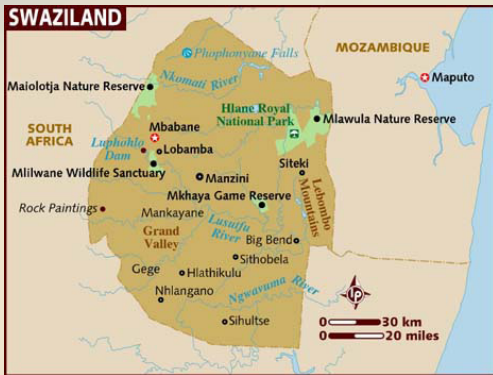 SWAZILAND
Phophonyane Falls
MOZAMBIQUE
Nkomati River
Maputo
Maiolotja Nature Reserve
Hlane Royal
National Park
Mlawula Nature Reserve
SOUTH
AFRICA
Mbabane
Luphohlo
Dam
Lobamba
Siteki
Mlilwane Wildlife Sanctuary
Manzini
Lebombo
Mountains
Mkhaya Game Reserve
Rock Paintings
Mankayane
Lusutfu
River
Grand
Valley
Big Bend
Sithobela
Gege
Hlathikulu
Ngwavuma River
Nhlangano
lp
Sihultse
0 30 km
0 20 miles